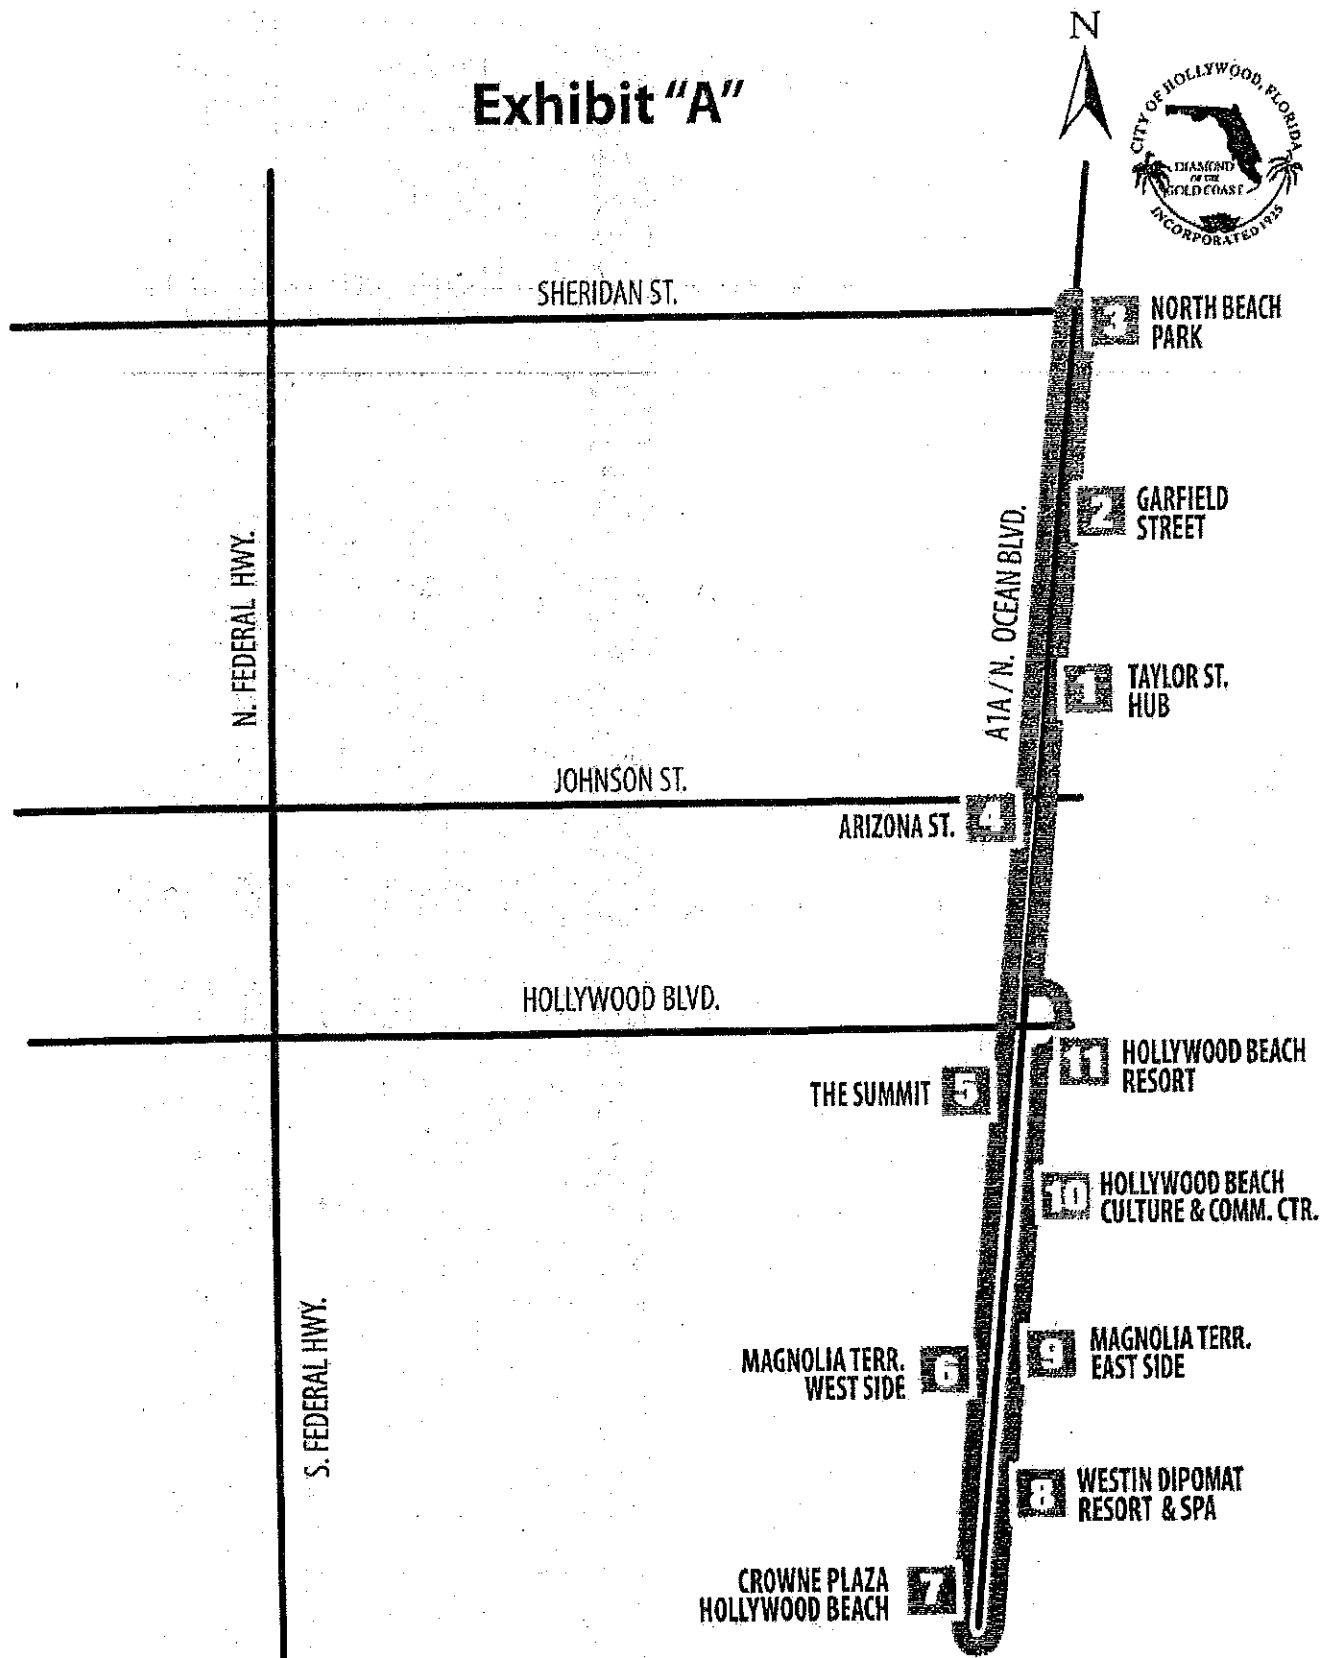 N
Exhibit "A"
CITY OF HOLLYWOOD, FLORIDA
DIAMOND
OF THE
GOLD COAST
INCORPORATED 1925
SHERIDAN ST.
3 NORTH BEACH
PARK
2 GARFIELD
STREET
A1A / N. OCEAN BLVD.
N. FEDERAL HWY.
1 TAYLOR ST.
HUB
JOHNSON ST.
ARIZONA ST. 4
HOLLYWOOD BLVD.
11 HOLLYWOOD BEACH
RESORT
THE SUMMIT 5
10 HOLLYWOOD BEACH
CULTURE & COMM. CTR.
S. FEDERAL HWY.
MAGNOLIA TERR. 6
WEST SIDE
9 MAGNOLIA TERR.
EAST SIDE
8 WESTIN DIPOMAT
RESORT & SPA
CROWNE PLAZA 7
HOLLYWOOD BEACH